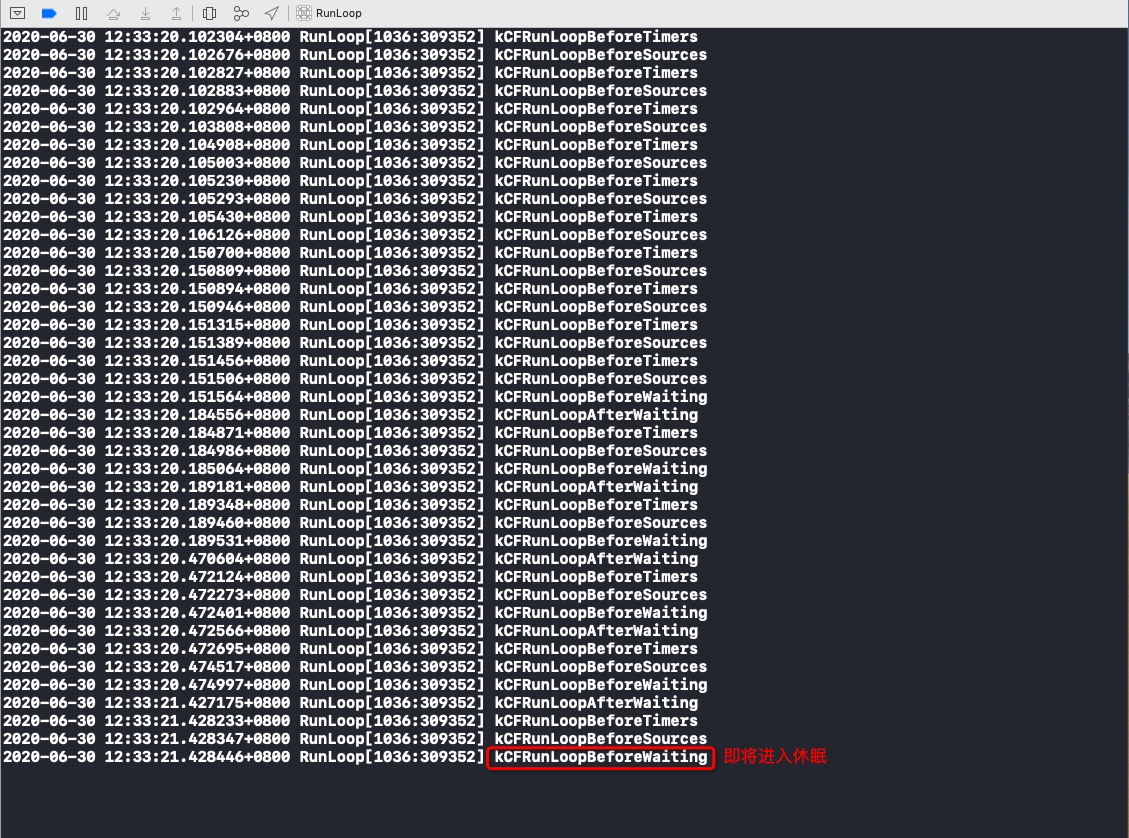 RunLoop
2020-06-30 12:33:20.102304+0800 RunLoop[1036:309352] kCFRunLoopBeforeTimers
2020-06-30 12:33:20.102676+0800 RunLoop[1036:309352] kCFRunLoopBeforeSources
2020-06-30 12:33:20.102827+0800 RunLoop[1036:309352] kCFRunLoopBeforeTimers
2020-06-30 12:33:20.102883+0800 RunLoop[1036:309352] kCFRunLoopBeforeSources
2020-06-30 12:33:20.102964+0800 RunLoop[1036:309352] kCFRunLoopBeforeTimers
2020-06-30 12:33:20.103808+0800 RunLoop[1036:309352] kCFRunLoopBeforeSources
2020-06-30 12:33:20.104908+0800 RunLoop[1036:309352] kCFRunLoopBeforeTimers
2020-06-30 12:33:20.105003+0800 RunLoop[1036:309352] kCFRunLoopBeforeSources
2020-06-30 12:33:20.105230+0800 RunLoop[1036:309352] kCFRunLoopBeforeTimers
2020-06-30 12:33:20.105293+0800 RunLoop[1036:309352] kCFRunLoopBeforeSources
2020-06-30 12:33:20.105430+0800 RunLoop[1036:309352] kCFRunLoopBeforeTimers
2020-06-30 12:33:20.106126+0800 RunLoop[1036:309352] kCFRunLoopBeforeSources
2020-06-30 12:33:20.150700+0800 RunLoop[1036:309352] kCFRunLoopBeforeTimers
2020-06-30 12:33:20.150809+0800 RunLoop[1036:309352] kCFRunLoopBeforeSources
2020-06-30 12:33:20.150894+0800 RunLoop[1036:309352] kCFRunLoopBeforeTimers
2020-06-30 12:33:20.150946+0800 RunLoop[1036:309352] kCFRunLoopBeforeSources
2020-06-30 12:33:20.151315+0800 RunLoop[1036:309352] kCFRunLoopBeforeTimers
2020-06-30 12:33:20.151389+0800 RunLoop[1036:309352] kCFRunLoopBeforeSources
2020-06-30 12:33:20.151456+0800 RunLoop[1036:309352] kCFRunLoopBeforeTimers
2020-06-30 12:33:20.151506+0800 RunLoop[1036:309352] kCFRunLoopBeforeSources
2020-06-30 12:33:20.151564+0800 RunLoop[1036:309352] kCFRunLoopBeforeWaiting
2020-06-30 12:33:20.184556+0800 RunLoop[1036:309352] kCFRunLoopAfterWaiting
2020-06-30 12:33:20.184871+0800 RunLoop[1036:309352] kCFRunLoopBeforeTimers
2020-06-30 12:33:20.184986+0800 RunLoop[1036:309352] kCFRunLoopBeforeSources
2020-06-30 12:33:20.185064+0800 RunLoop[1036:309352] kCFRunLoopBeforeWaiting
2020-06-30 12:33:20.189181+0800 RunLoop[1036:309352] kCFRunLoopAfterWaiting
2020-06-30 12:33:20.189348+0800 RunLoop[1036:309352] kCFRunLoopBeforeTimers
2020-06-30 12:33:20.189460+0800 RunLoop[1036:309352] kCFRunLoopBeforeSources
2020-06-30 12:33:20.189531+0800 RunLoop[1036:309352] kCFRunLoopBeforeWaiting
2020-06-30 12:33:20.470604+0800 RunLoop[1036:309352] kCFRunLoopAfterWaiting
2020-06-30 12:33:20.472124+0800 RunLoop[1036:309352] kCFRunLoopBeforeTimers
2020-06-30 12:33:20.472273+0800 RunLoop[1036:309352] kCFRunLoopBeforeSources
2020-06-30 12:33:20.472401+0800 RunLoop[1036:309352] kCFRunLoopBeforeWaiting
2020-06-30 12:33:20.472566+0800 RunLoop[1036:309352] kCFRunLoopAfterWaiting
2020-06-30 12:33:20.472695+0800 RunLoop[1036:309352] kCFRunLoopBeforeTimers
2020-06-30 12:33:20.474517+0800 RunLoop[1036:309352] kCFRunLoopBeforeSources
2020-06-30 12:33:20.474997+0800 RunLoop[1036:309352] kCFRunLoopBeforeWaiting
2020-06-30 12:33:21.427175+0800 RunLoop[1036:309352] kCFRunLoopAfterWaiting
2020-06-30 12:33:21.428233+0800 RunLoop[1036:309352] kCFRunLoopBeforeTimers
2020-06-30 12:33:21.428347+0800 RunLoop[1036:309352] kCFRunLoopBeforeSources
2020-06-30 12:33:21.428446+0800 RunLoop[1036:309352] kCFRunLoopBeforeWaiting 即将进入休眠